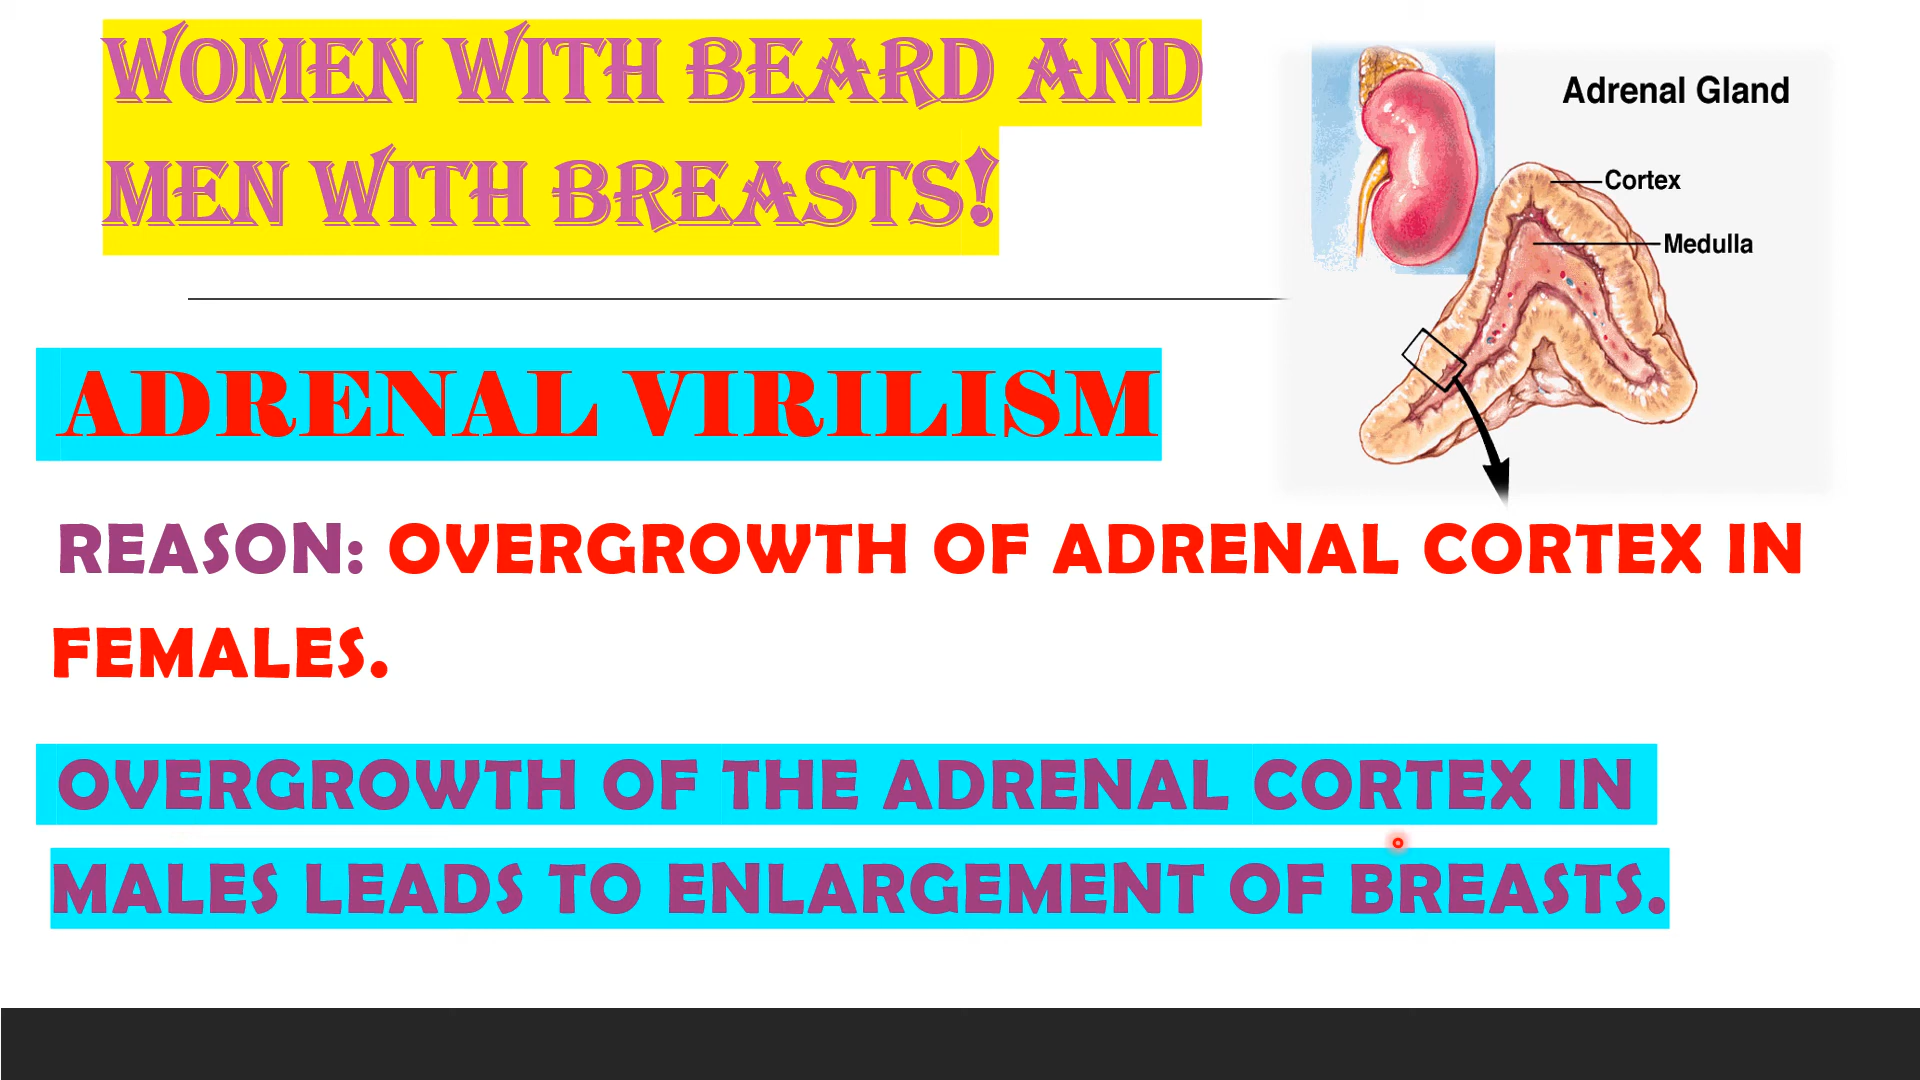 WOMEN WITH BEARD AND
MEN WITH BREASTS!
Adrenal Gland
Cortex
Medulla
ADRENAL VIRILISM
REASON: OVERGROWTH OF ADRENAL CORTEX IN
FEMALES.
OVERGROWTH OF THE ADRENAL CORTEX IN
MALES LEADS TO ENLARGEMENT OF BREASTS.